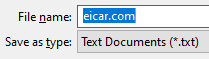 File name: eicar.com
Save as type: Text Documents (*.txt)